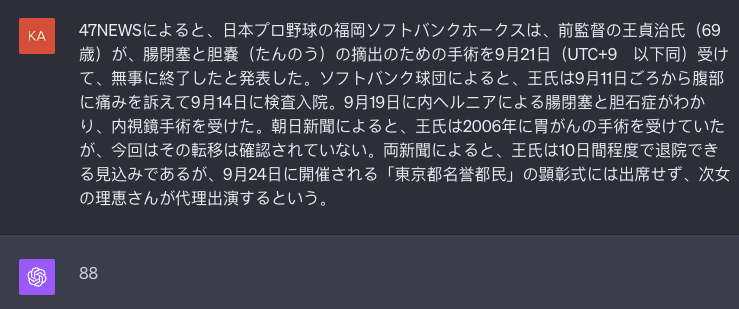 KA
47NEWSによると、日本プロ野球の福岡ソフトバンクホークスは、前監督の王貞治氏（69
歳）が、腸閉塞と胆嚢（たんのう）の摘出のための手術を9月21日（UTC+9　以下同）受け
て、無事に終了したと発表した。ソフトバンク球団によると、王氏は9月11日ごろから腹部
に痛みを訴えて9月14日に検査入院。9月19日に内ヘルニアによる腸閉塞と胆石症がわか
り、内視鏡手術を受けた。朝日新聞によると、王氏は2006年に胃がんの手術を受けていた
が、今回はその転移は確認されていない。両新聞によると、王氏は10日間程度で退院でき
る見込みであるが、9月24日に開催される「東京都名誉都民」の顕彰式には出席せず、次女
の理恵さんが代理出演するという。
88